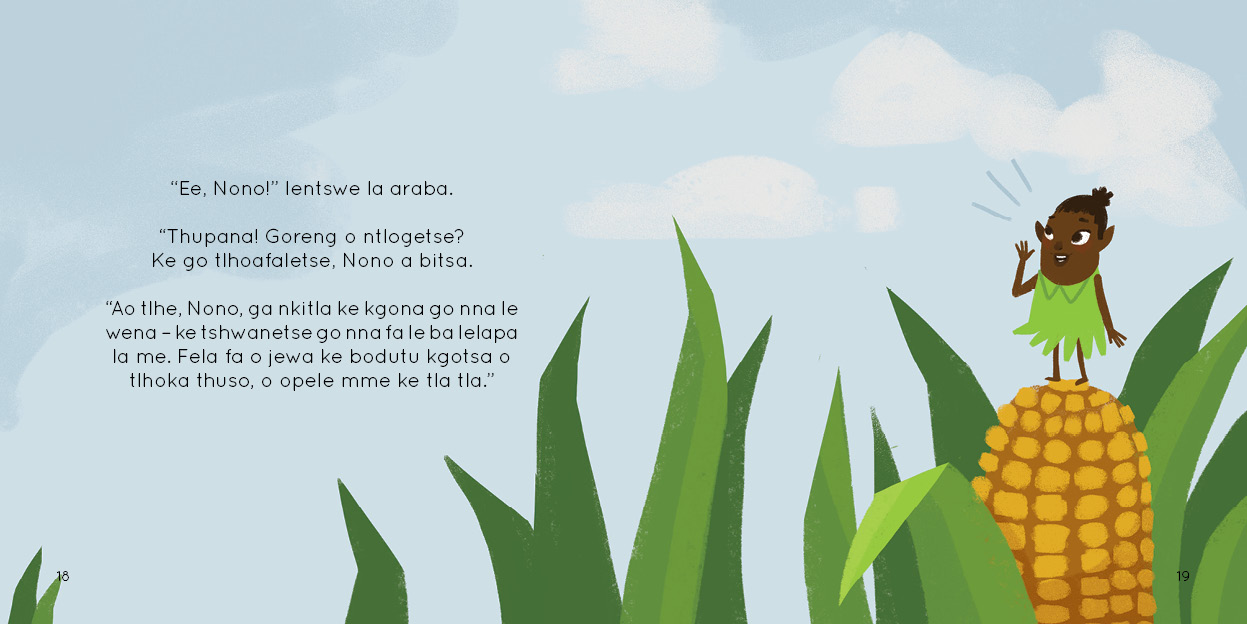 “Ee, Nono!” lentswe la araba.
“Thupana! Goreng o ntlogetse?
Ke go tlhoafaletse, Nono a bitsa.
“Ao tlhe, Nono, ga nkitla ke kgona go nna le
wena – ke tshwanetse go nna fa le ba lelapa
la me. Fela fa o jewa ke bodutu kgotsa o
tlhoka thuso, o opele mme ke tla tla.”
18
19